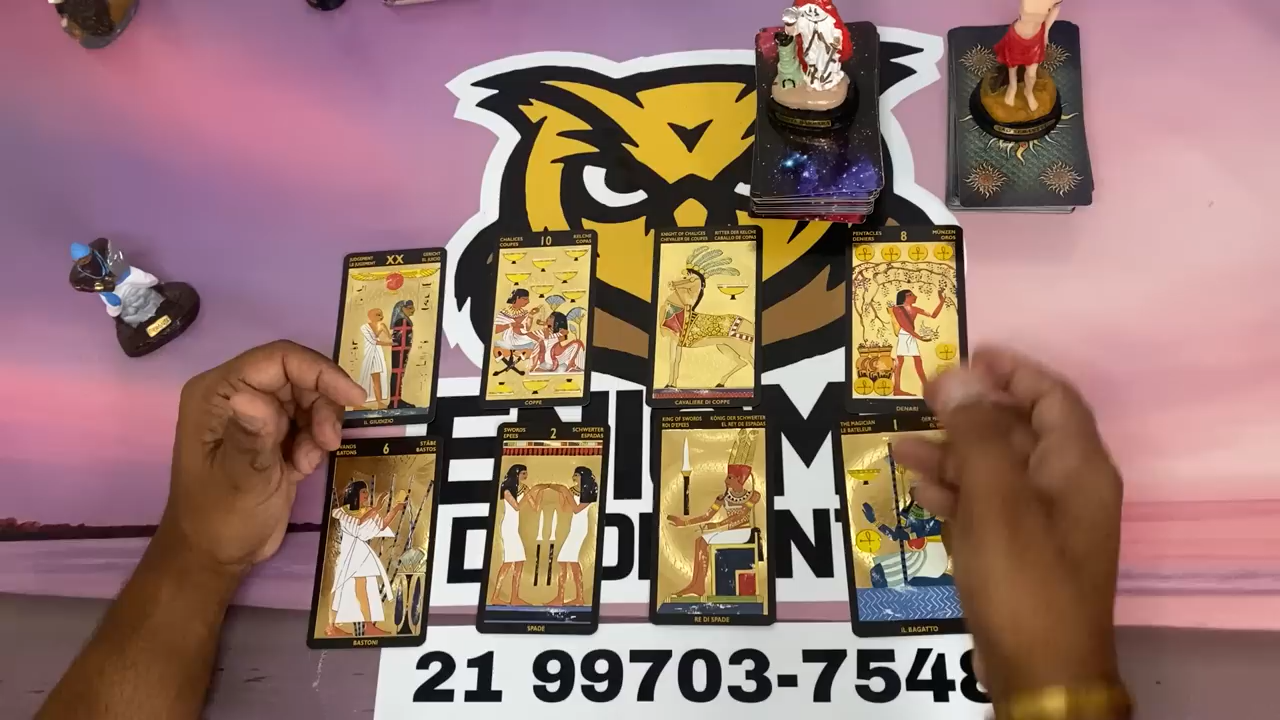 JUDGEMENT
LE JUGEMENT
XX
GERICHT
EL JUICIO
IL GIUDIZIO
CHALICES
COUPES
10
KELCHE
COPAS
COPPE
KNIGHT OF CHALICES
CHEVALIER DE COUPES
RITTER DER KELCHE
CABALLO DE COPAS
CAVALIERE DI COPPE
PENTACLES
DENIERS
8
MÜNZEN
OROS
DENARI
WANDS
BATONS
6
STÄBE
BASTOS
BASTONI
SWORDS
EPEES
2
SCHWERTER
ESPADAS
SPADE
KING OF SWORDS
ROI D'EPEES
KÖNIG DER SCHWERTER
EL REY DE ESPADAS
RE DI SPADE
THE MAGICIAN
LE BATELEUR
1
IL BAGATTO
21 99703-7548